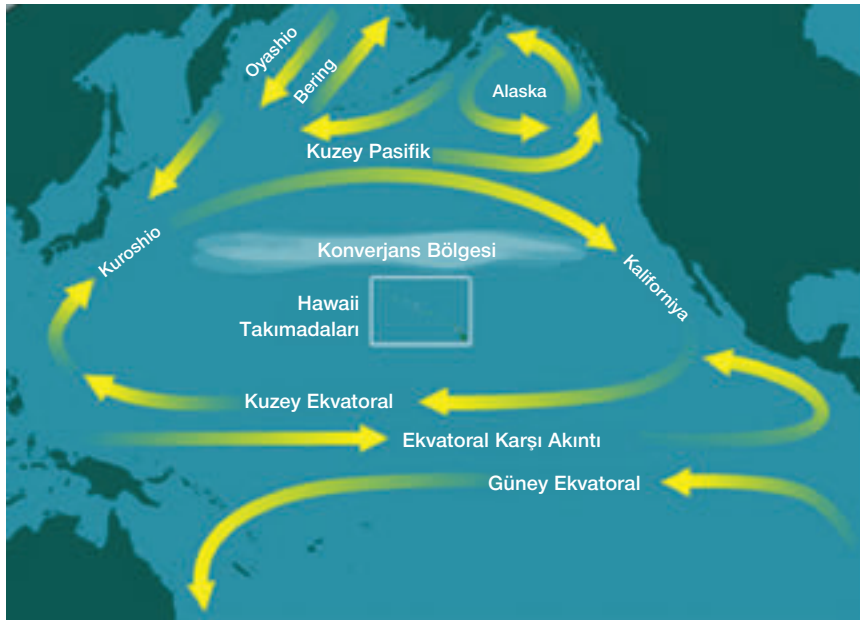 Oyashio
Bering
Alaska
Kuzey Pasifik
Kuroshio
Konverjans Bölgesi
Kaliforniya
Hawaii
Takımadaları
Kuzey Ekvatoral
Ekvatoral Karşı Akıntı
Güney Ekvatoral